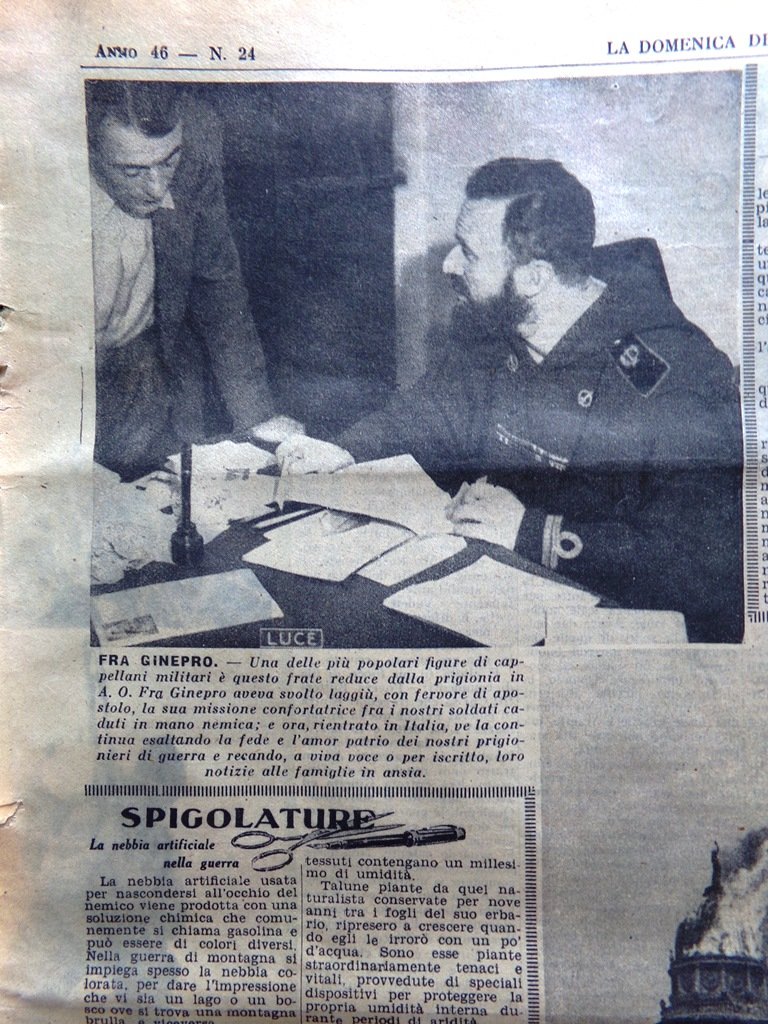 ANNO 46 — N. 24
LA DOMENICA DE
LUCE
FRA GINEPRO. — Una delle più popolari figure di cap-
pellani militari è questo frate reduce dalla prigionia in
A. O. Fra Ginepro aveva svolto laggiù, con fervore di apo-
stolo, la sua missione confortatrice fra i nostri soldati ca-
duti in mano nemica; e ora, rientrato in Italia, ve la con-
tinua esaltando la fede e l'amor patrio dei nostri prigio-
nieri di guerra e recando, a viva voce o per iscritto, loro
notizie alle famiglie in ansia.
SPIGOLATURE
La nebbia artificiale
nella guerra
La nebbia artificiale usata
per nascondersi all'occhio del
nemico viene prodotta con una
soluzione chimica che comu-
nemente si chiama gasolina e
può essere di colori diversi.
Nella guerra di montagna si
impiega spesso la nebbia co-
lorata, per dare l'impressione
che vi sia un lago o un bo-
sco ove si trova una montagna
brulla e viceversa.
tessuti contengano un millesi-
mo di umidità.
Talune piante da quel na-
turalista conservate per nove
anni tra i fogli del suo erba-
rio, ripresero a crescere quan-
do egli le irrorò con un po'
d'acqua. Sono esse piante
straordinariamente tenaci e
vitali, provvedute di speciali
dispositivi per proteggere la
propria umidità interna du-
rante periodi di aridità.